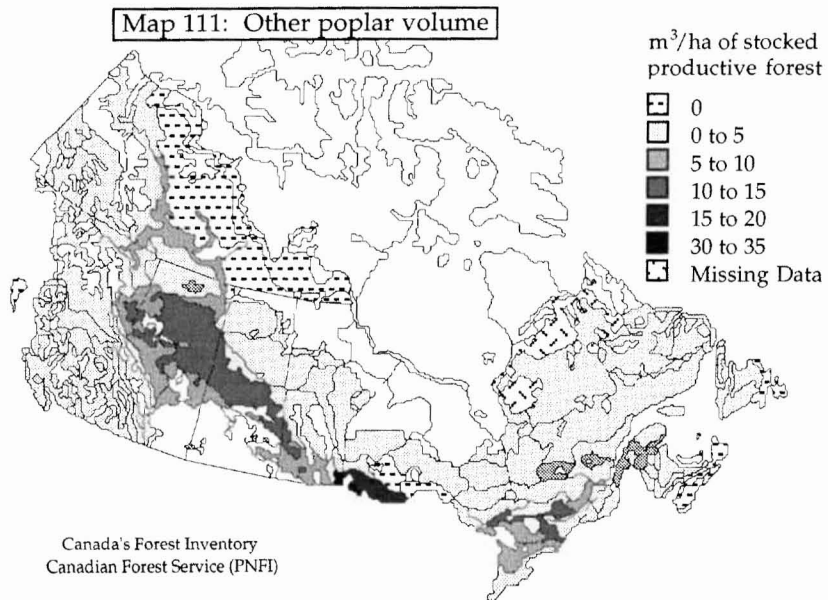 Map 111: Other poplar volume
m³/ha of stocked
productive forest
0
0 to 5
5 to 10
10 to 15
15 to 20
30 to 35
Missing Data
Canada's Forest Inventory
Canadian Forest Service (PNFI)